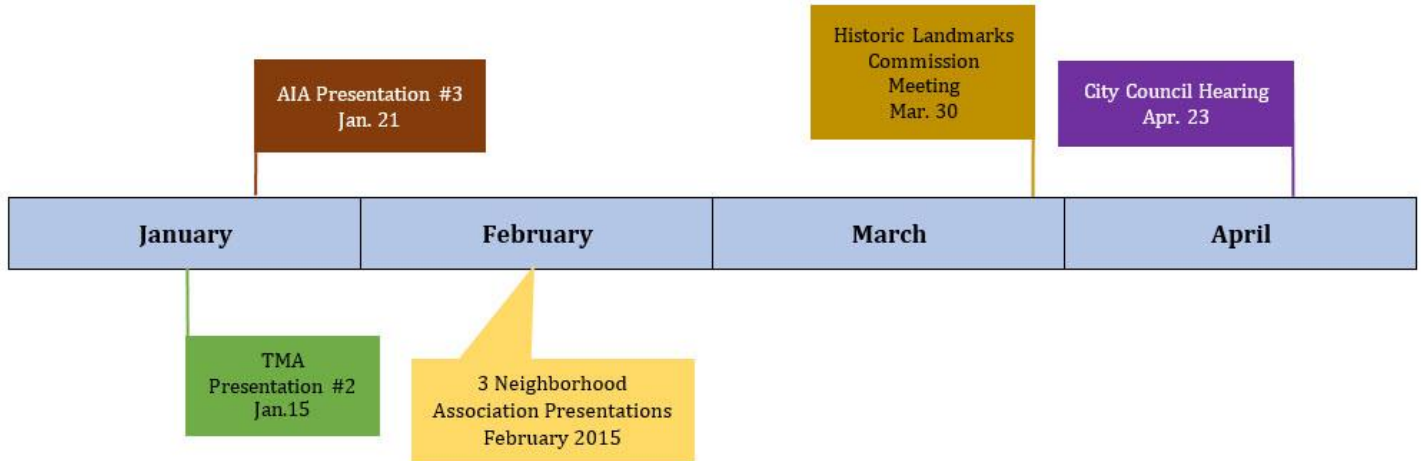 Historic Landmarks
Commission
Meeting
Mar. 30
AIA Presentation #3
Jan. 21
City Council Hearing
Apr. 23
January
February
March
April
TMA
Presentation #2
Jan.15
3 Neighborhood
Association Presentations
February 2015